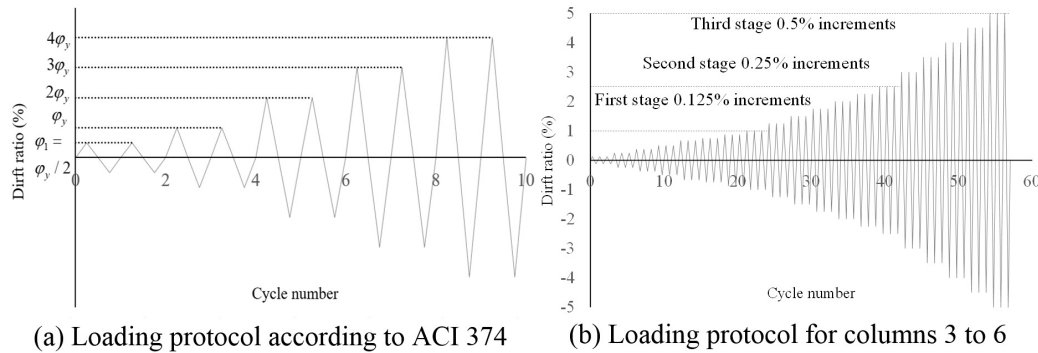 4φy
3φy
2φy
φy
φ1 =
φy / 2
Dirft ratio (%)
0
2
4
6
8
10
Cycle number
(a) Loading protocol according to ACI 374
5
4
3
2
1
0
-1
-2
-3
-4
-5
Dirft ratio (%)
Third stage 0.5% increments
Second stage 0.25% increments
First stage 0.125% increments
0
10
20
30
40
50
60
Cycle number
(b) Loading protocol for columns 3 to 6